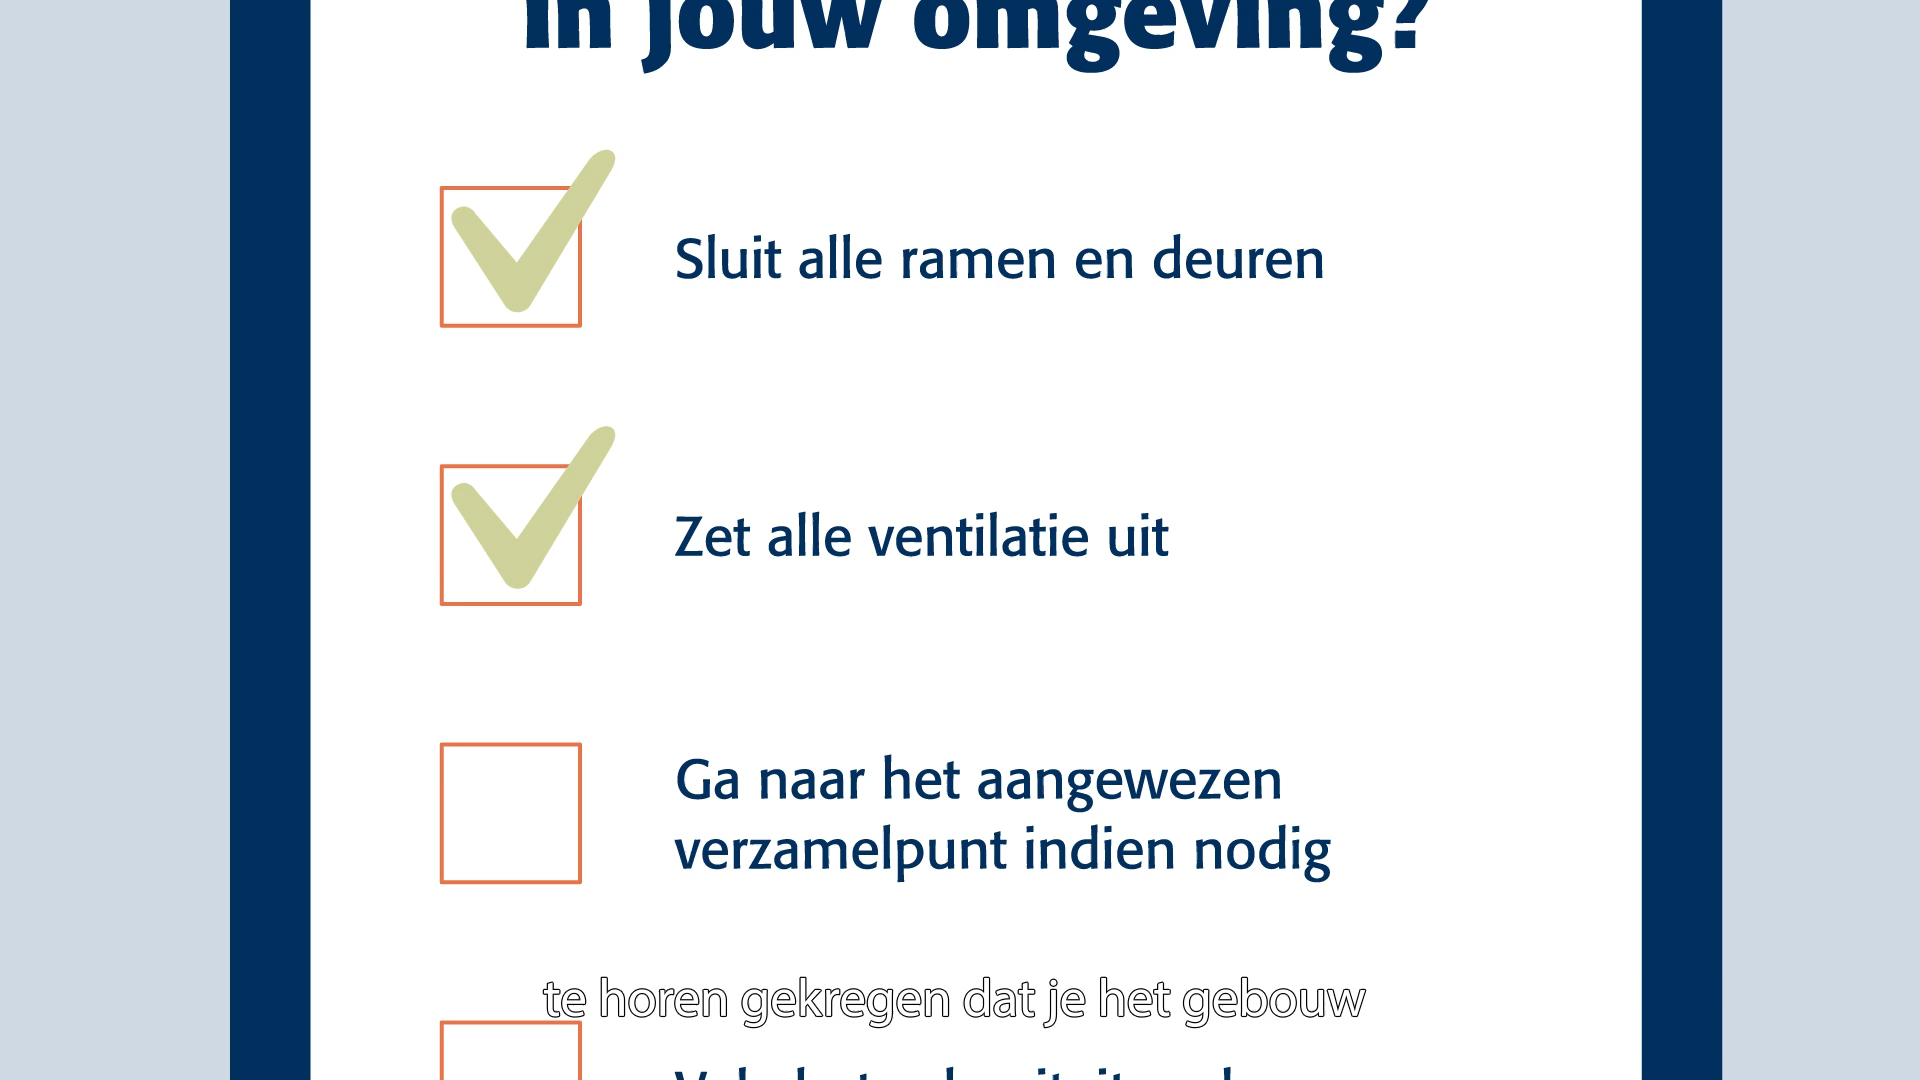 in jouw omgeving?
Sluit alle ramen en deuren
Zet alle ventilatie uit
Ga naar het aangewezen
verzamelpunt indien nodig
te horen gekregen dat je het gebouw